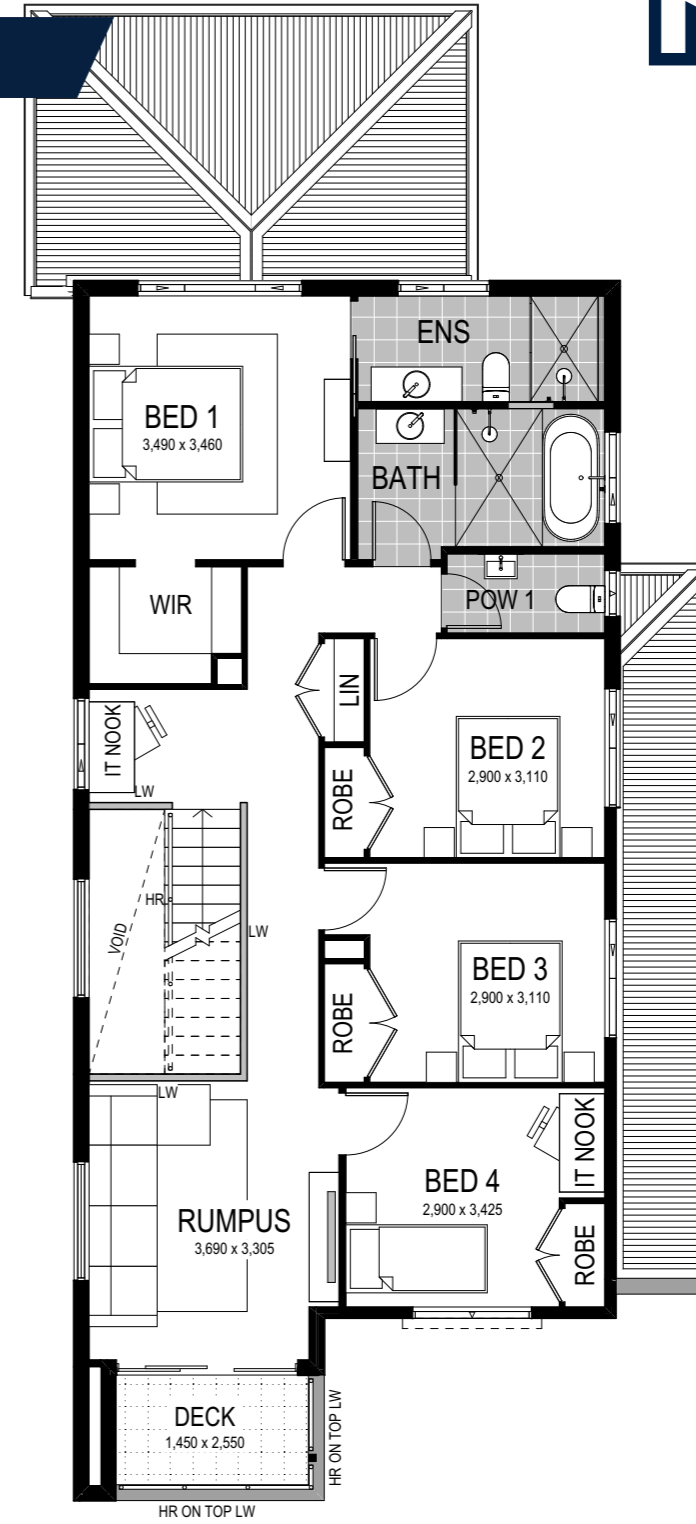 ENS
BED 1
3,490 x 3,460
BATH
WIR
POW 1
LIN
IT NOOK
LW
BED 2
2,900 x 3,110
ROBE
HR
VOID
LW
BED 3
2,900 x 3,110
ROBE
LW
IT NOOK
BED 4
2,900 x 3,425
RUMPUS
3,690 x 3,305
ROBE
DECK
1,450 x 2,550
HR ON TOP LW
HR ON TOP LW